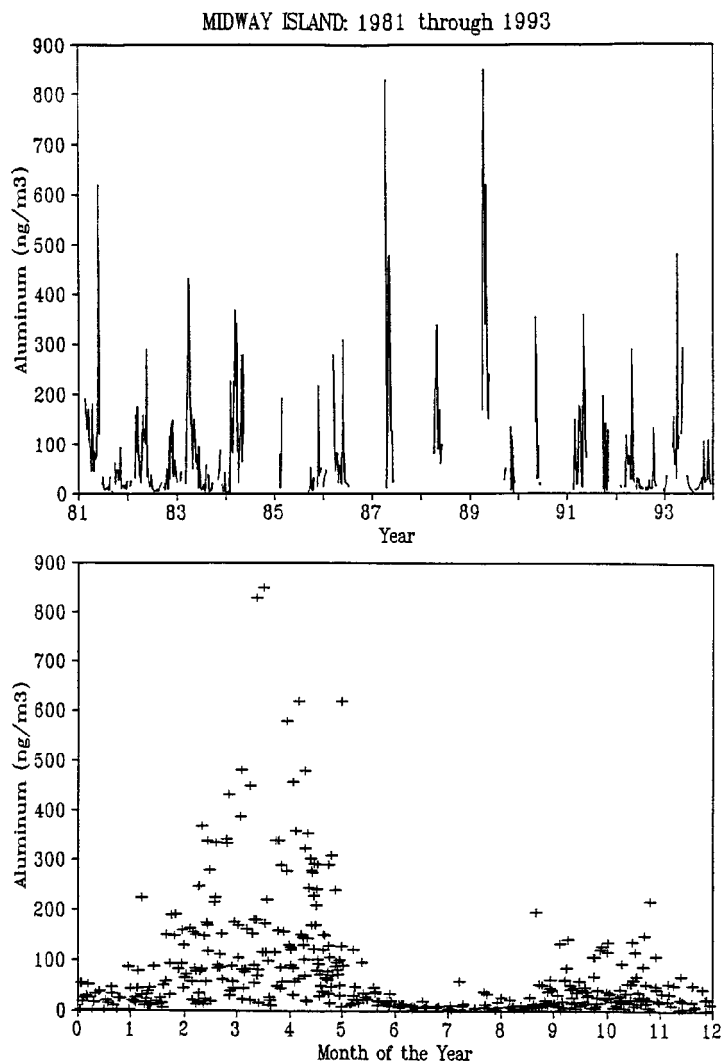 MIDWAY ISLAND: 1981 through 1993
900
800
700
600
500
400
300
200
100
0
Aluminum (ng/m3)
81 83 85 87 89 91 93
Year
900
800
700
600
500
400
300
200
100
0
Aluminum (ng/m3)
0 1 2 3 4 5 6 7 8 9 10 11 12
Month of the Year